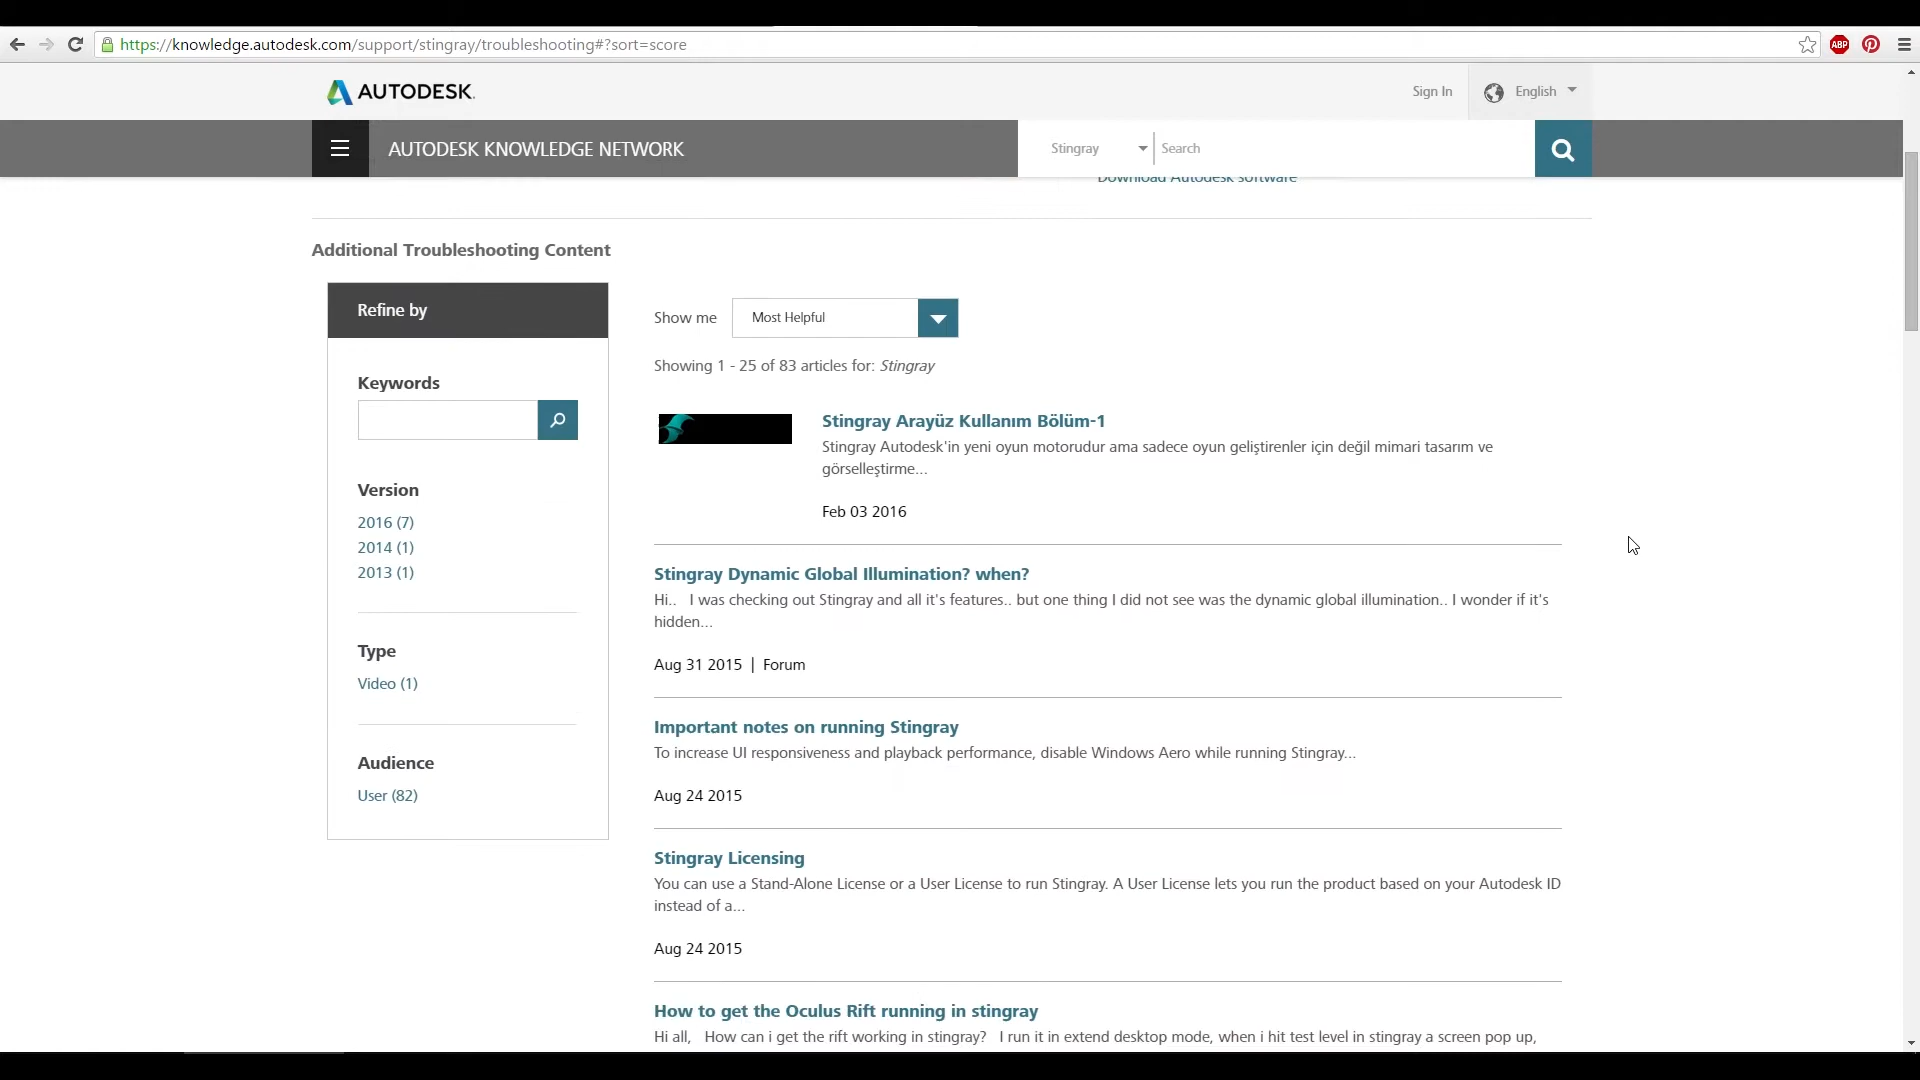 https://knowledge.autodesk.com/support/stingray/troubleshooting#?sort=score
ABP
AUTODESK.
Sign In
English
AUTODESK KNOWLEDGE NETWORK
Stingray
Search
Download Autodesk software
Additional Troubleshooting Content
Refine by
Keywords
Version
2016 (7)
2014 (1)
2013 (1)
Type
Video (1)
Audience
User (82)
Show me
Most Helpful
Showing 1 - 25 of 83 articles for: Stingray
Stingray Arayüz Kullanım Bölüm-1
Stingray Autodesk'in yeni oyun motorudur ama sadece oyun geliştirenler için değil mimari tasarım ve
görselleştirme...
Feb 03 2016
Stingray Dynamic Global Illumination? when?
Hi.. I was checking out Stingray and all it's features.. but one thing I did not see was the dynamic global illumination.. I wonder if it's
hidden...
Aug 31 2015 | Forum
Important notes on running Stingray
To increase UI responsiveness and playback performance, disable Windows Aero while running Stingray...
Aug 24 2015
Stingray Licensing
You can use a Stand-Alone License or a User License to run Stingray. A User License lets you run the product based on your Autodesk ID
instead of a...
Aug 24 2015
How to get the Oculus Rift running in stingray
Hi all, How can i get the rift working in stingray? I run it in extend desktop mode, when i hit test level in stingray a screen pop up,